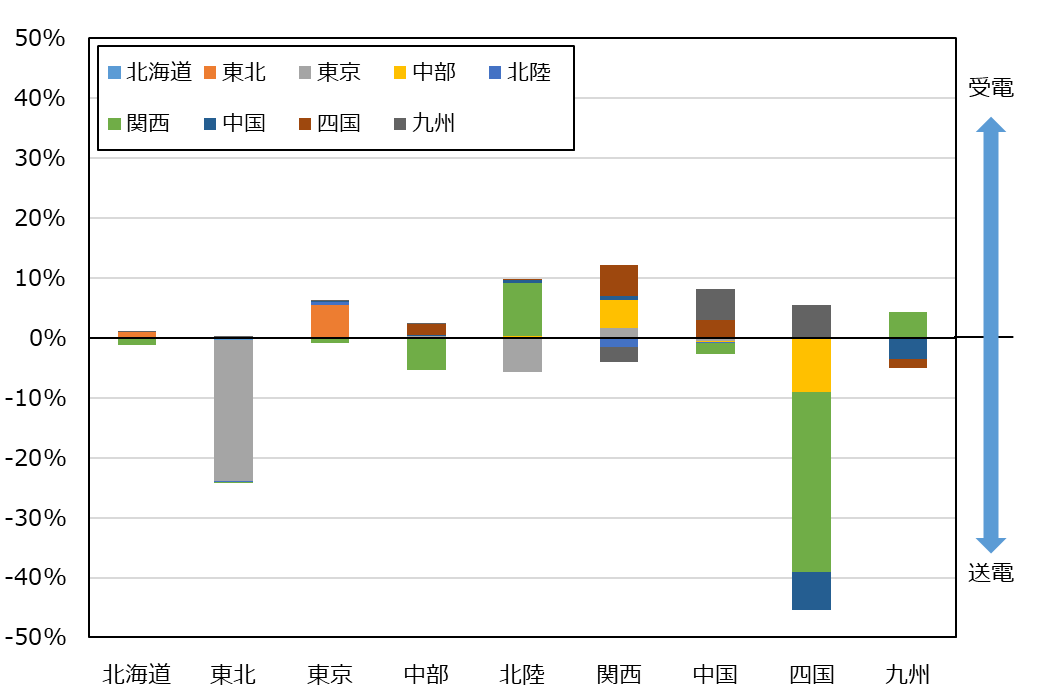 50%
40%
30%
20%
10%
0%
-10%
-20%
-30%
-40%
-50%
北海道 東北 東京 中部 北陸
関西 中国 四国 九州
受電
送電
北海道 東北 東京 中部 北陸 関西 中国 四国 九州